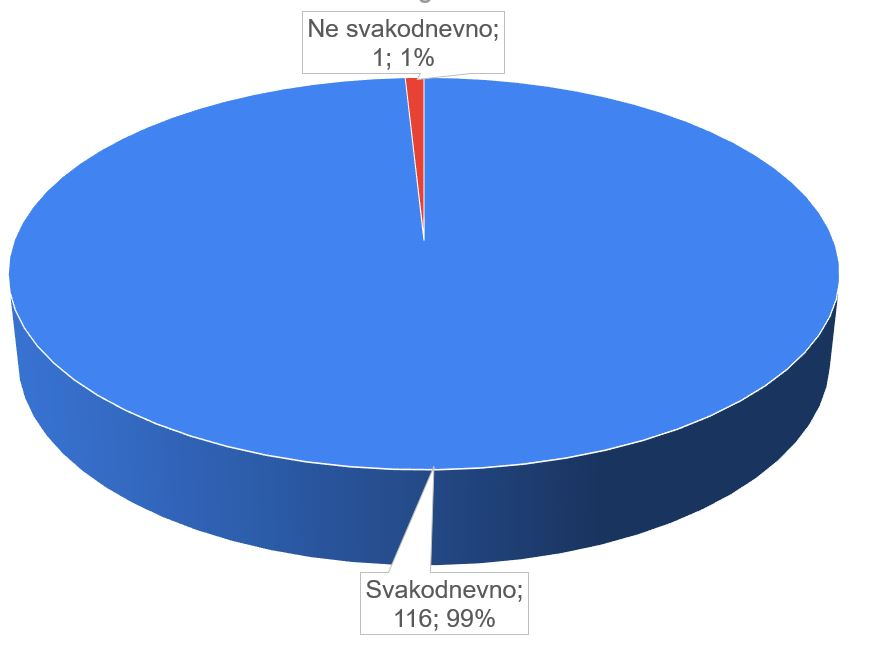 Ne svakodnevno;
1; 1%
Svakodnevno;
116; 99%